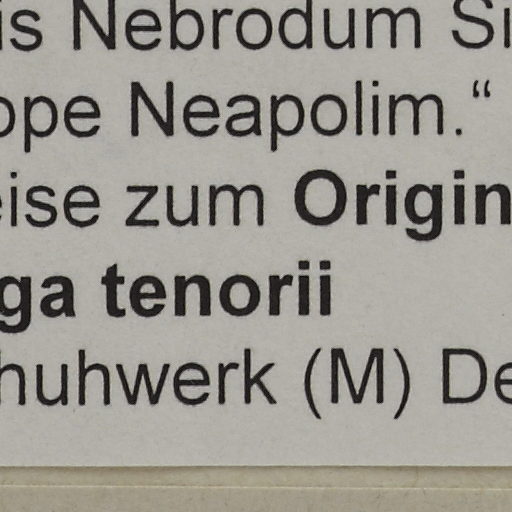 is Nebrodum Si
ope Neapolim.“
eise zum Origin
ga tenorii
huhwerk (M) De